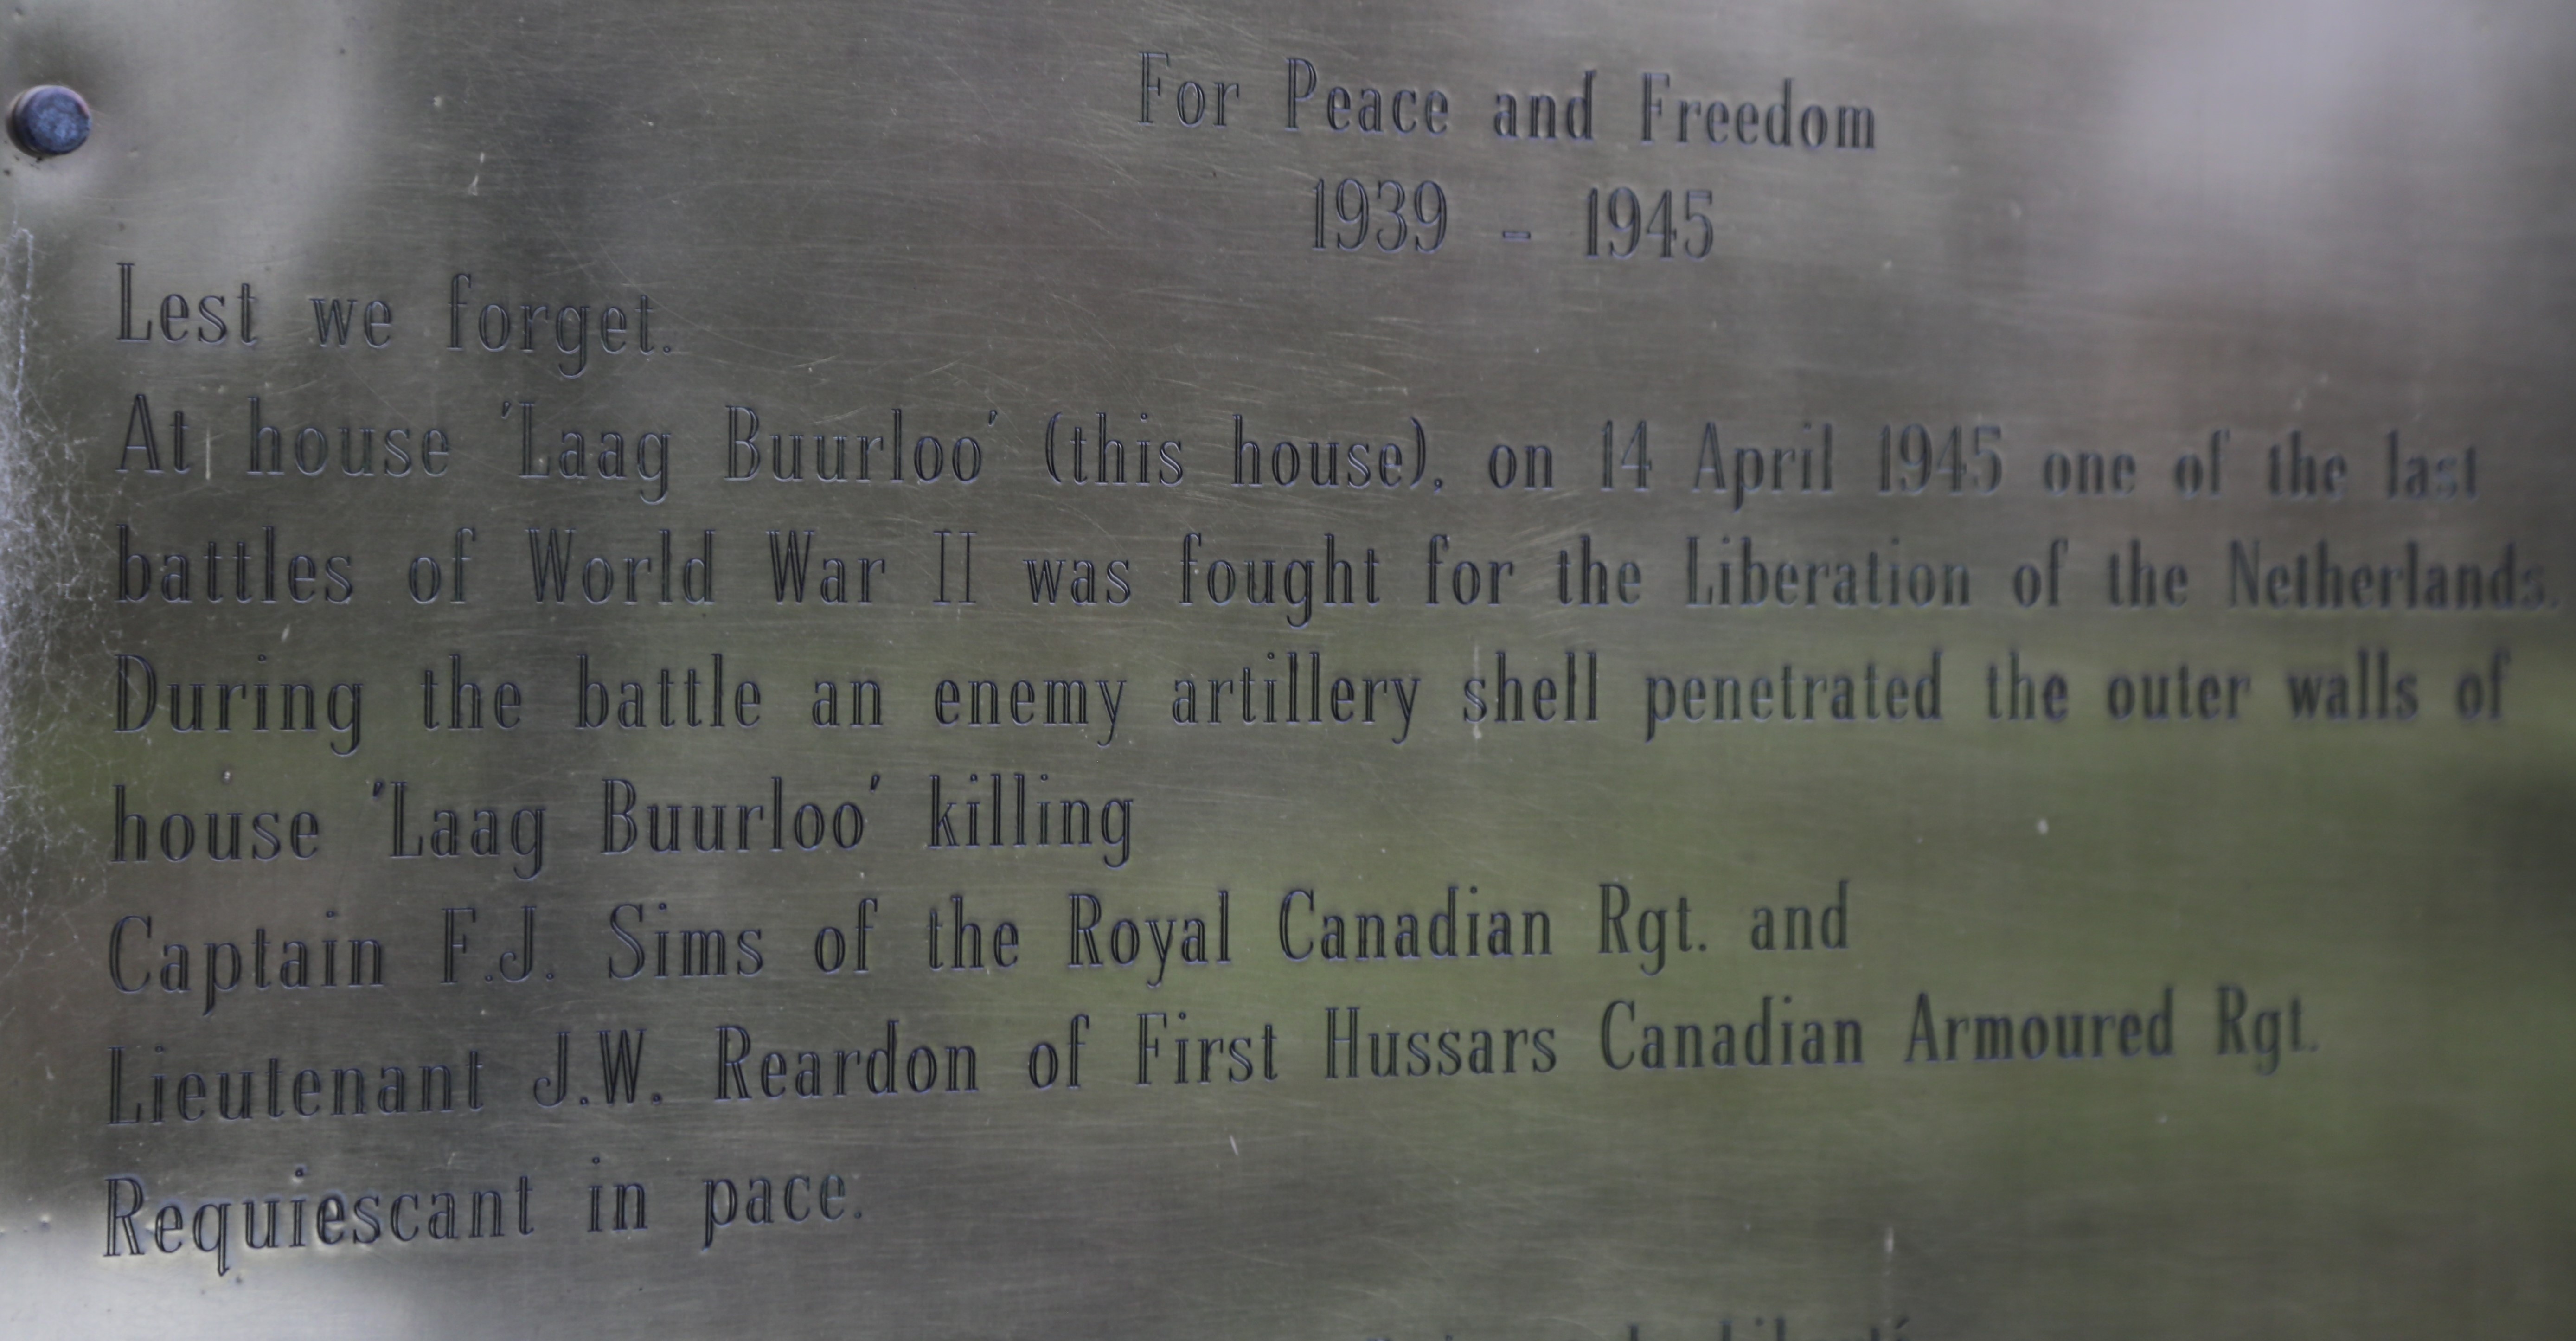 For Peace and Freedom
1939 - 1945
Lest we forget.
At house 'Laag Buurloo' (this house), on 14 April 1945 one of the last
battles of World War II was fought for the Liberation of the Netherlands.
During the battle an enemy artillery shell penetrated the outer walls of
house 'Laag Buurloo' killing
Captain F.J. Sims of the Royal Canadian Rgt. and
Lieutenant J.W. Reardon of First Hussars Canadian Armoured Rgt.
Requiescant in pace.